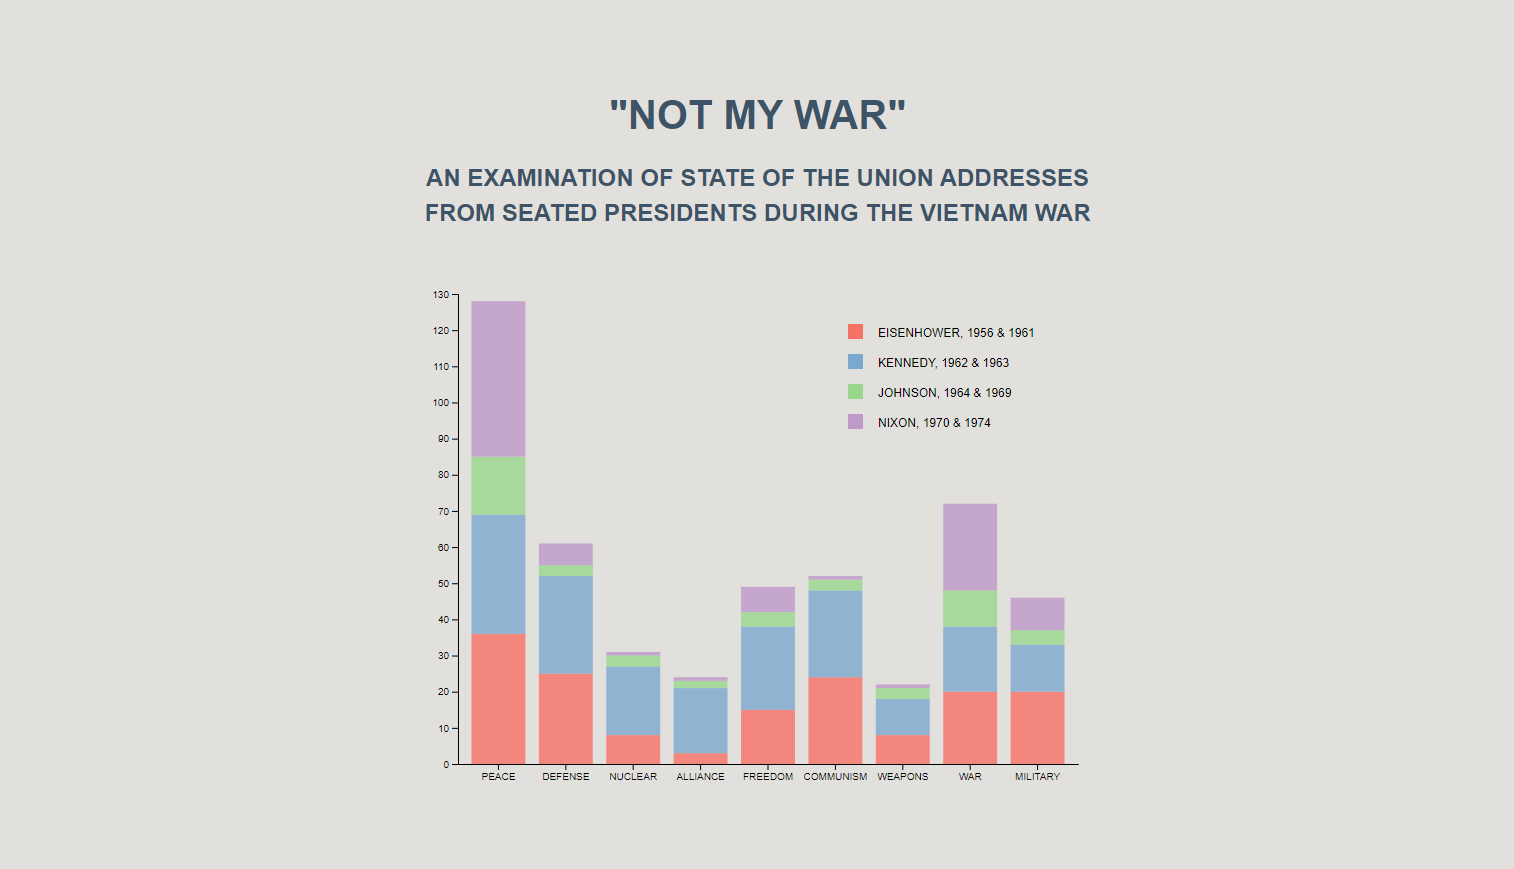 "NOT MY WAR"
AN EXAMINATION OF STATE OF THE UNION ADDRESSES
FROM SEATED PRESIDENTS DURING THE VIETNAM WAR
130
120
110
100
90
80
70
60
50
40
30
20
10
0
EISENHOWER, 1956 & 1961
KENNEDY, 1962 & 1963
JOHNSON, 1964 & 1969
NIXON, 1970 & 1974
PEACE DEFENSE NUCLEAR ALLIANCE FREEDOM COMMUNISM WEAPONS WAR MILITARY